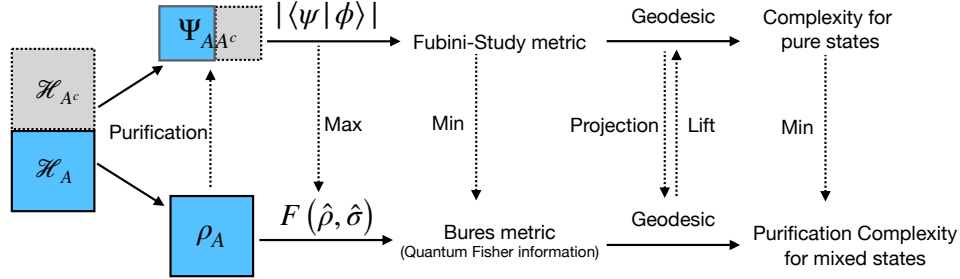 Ψ_{AA^c}
|⟨ψ|ϕ⟩|
Geodesic
Fubini-Study metric
Complexity for
pure states
ℋ_{A^c}
ℋ_A
Purification
Max
Min
Projection
Lift
Min
ρ_A
F(ρ̂, σ̂)
Bures metric
(Quantum Fisher information)
Geodesic
Purification Complexity
for mixed states